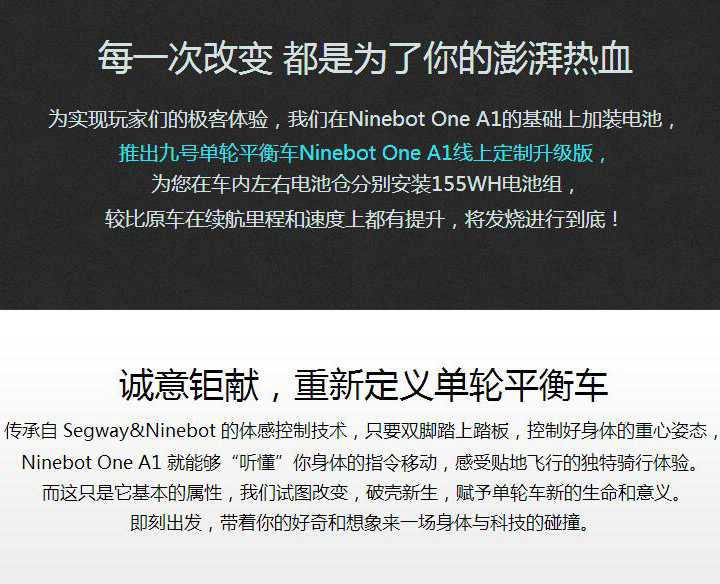 每一次改变 都是为了你的澎湃热血
为实现玩家们的极客体验，我们在Ninebot One A1的基础上加装电池，
推出九号单轮平衡车Ninebot One A1线上定制升级版，
为您在车内左右电池仓分别安装155WH电池组，
较比原车在续航里程和速度上都有提升，将发烧进行到底！
诚意钜献，重新定义单轮平衡车
传承自 Segway&Ninebot 的体感控制技术，只要双脚踏上踏板，控制好身体的重心姿态，
Ninebot One A1 就能够“听懂”你身体的指令移动，感受贴地飞行的独特骑行体验。
而这只是它基本的属性，我们试图改变，破壳新生，赋予单轮车新的生命和意义。
即刻出发，带着你的好奇和想象来一场身体与科技的碰撞。